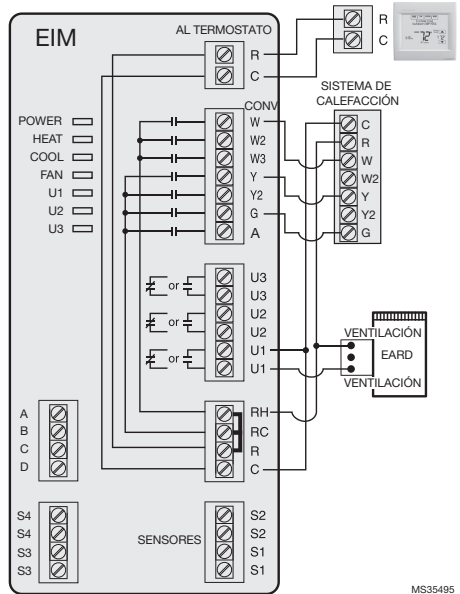 EIM
AL TERMOSTATO
R
C
R
C
SISTEMA DE
CALEFACCIÓN
C
R
W
W2
Y
Y2
G
POWER
HEAT
COOL
FAN
U1
U2
U3
CONV
W
W2
W3
Y
Y2
G
A
or
or
or
U3
U3
U2
U2
U1
U1
VENTILACIÓN
EARD
VENTILACIÓN
RH
RC
R
C
A
B
C
D
S4
S4
S3
S3
SENSORES
S2
S2
S1
S1
MS35495